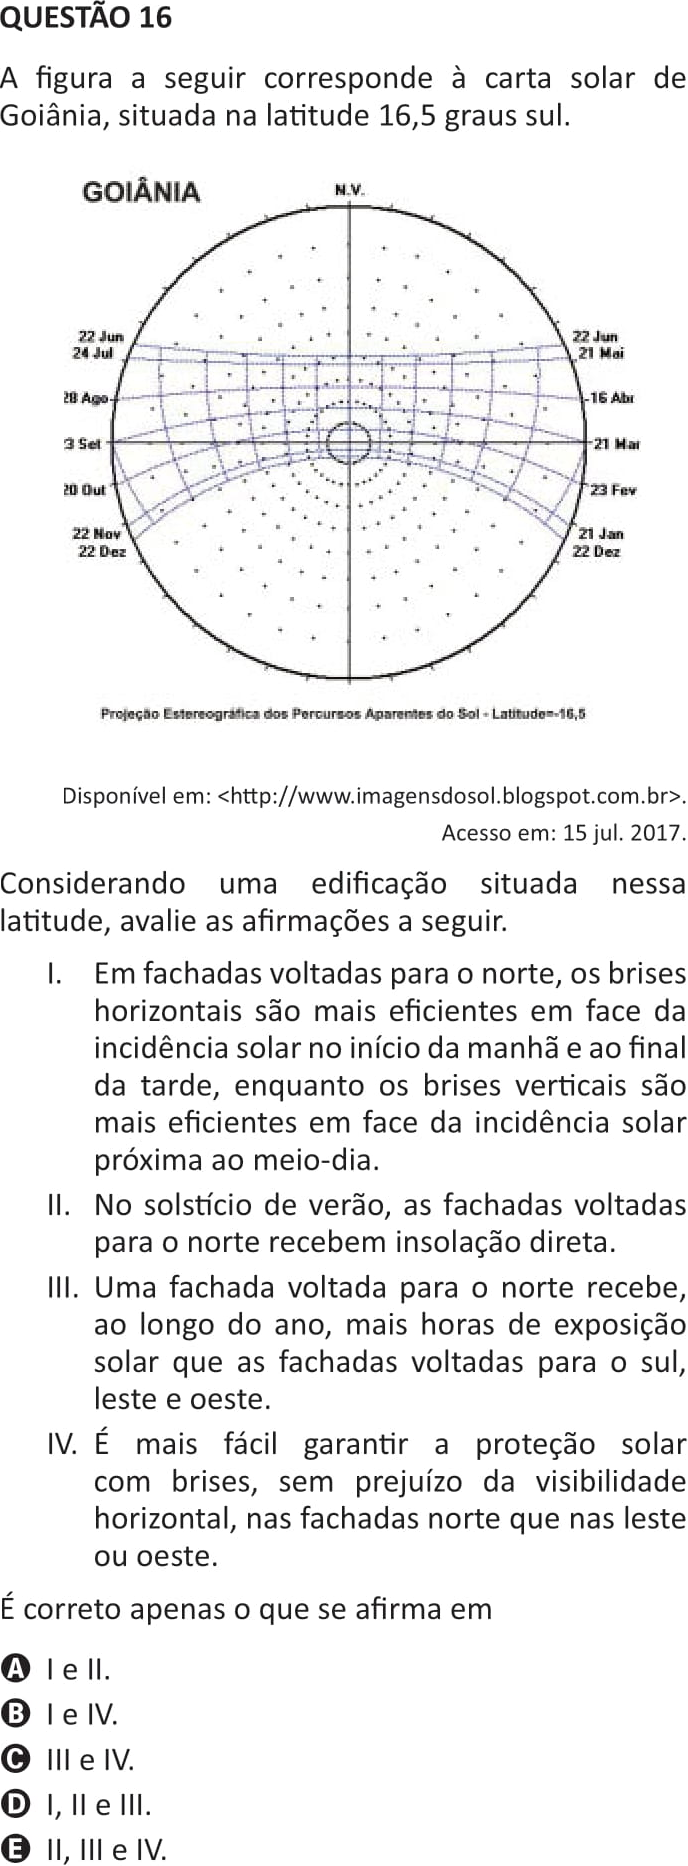 QUESTÃO 16
A figura a seguir corresponde à carta solar de
Goiânia, situada na latitude 16,5 graus sul.
GOIÂNIA
N.V.
22 Jun
22 Jun
24 Jul
21 Mai
28 Ago
16 Abr
3 Set
21 Mar
20 Out
23 Fev
22 Nov
21 Jan
22 Dez
22 Dez
Projeção Estereográfica dos Percursos Aparentes do Sol - Latitude=-16,5
Disponível em: <http://www.imagensdosol.blogspot.com.br>.
Acesso em: 15 jul. 2017.
Considerando uma edificação situada nessa
latitude, avalie as afirmações a seguir.
I. Em fachadas voltadas para o norte, os brises
horizontais são mais eficientes em face da
incidência solar no início da manhã e ao final
da tarde, enquanto os brises verticais são
mais eficientes em face da incidência solar
próxima ao meio-dia.
II. No solstício de verão, as fachadas voltadas
para o norte recebem insolação direta.
III. Uma fachada voltada para o norte recebe,
ao longo do ano, mais horas de exposição
solar que as fachadas voltadas para o sul,
leste e oeste.
IV. É mais fácil garantir a proteção solar
com brises, sem prejuízo da visibilidade
horizontal, nas fachadas norte que nas leste
ou oeste.
É correto apenas o que se afirma em
A I e II.
B I e IV.
C III e IV.
D I, II e III.
E II, III e IV.